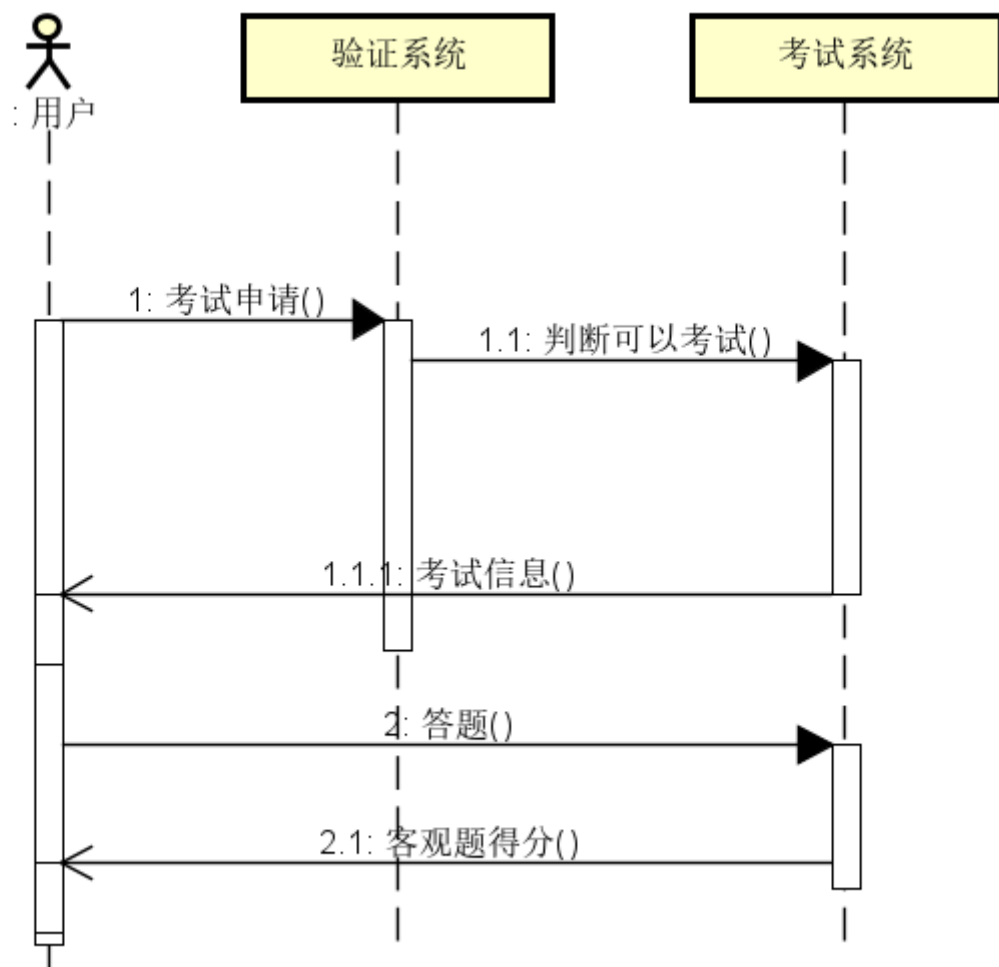 验证系统
考试系统
: 用户
1: 考试申请()
1.1: 判断可以考试()
1.1.1: 考试信息()
2: 答题()
2.1: 客观题得分()